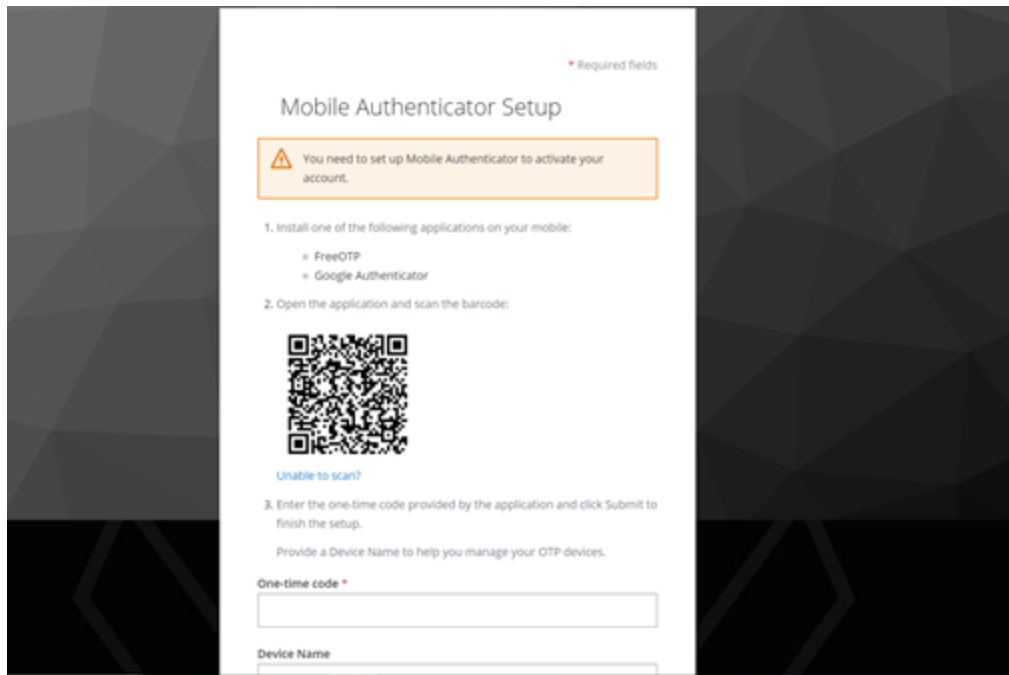 * Required fields
Mobile Authenticator Setup
You need to set up Mobile Authenticator to activate your
account.
1. Install one of the following applications on your mobile:
FreeOTP
Google Authenticator
2. Open the application and scan the barcode:
Unable to scan?
3. Enter the one-time code provided by the application and click Submit to
finish the setup.
Provide a Device Name to help you manage your OTP devices.
One-time code *
Device Name